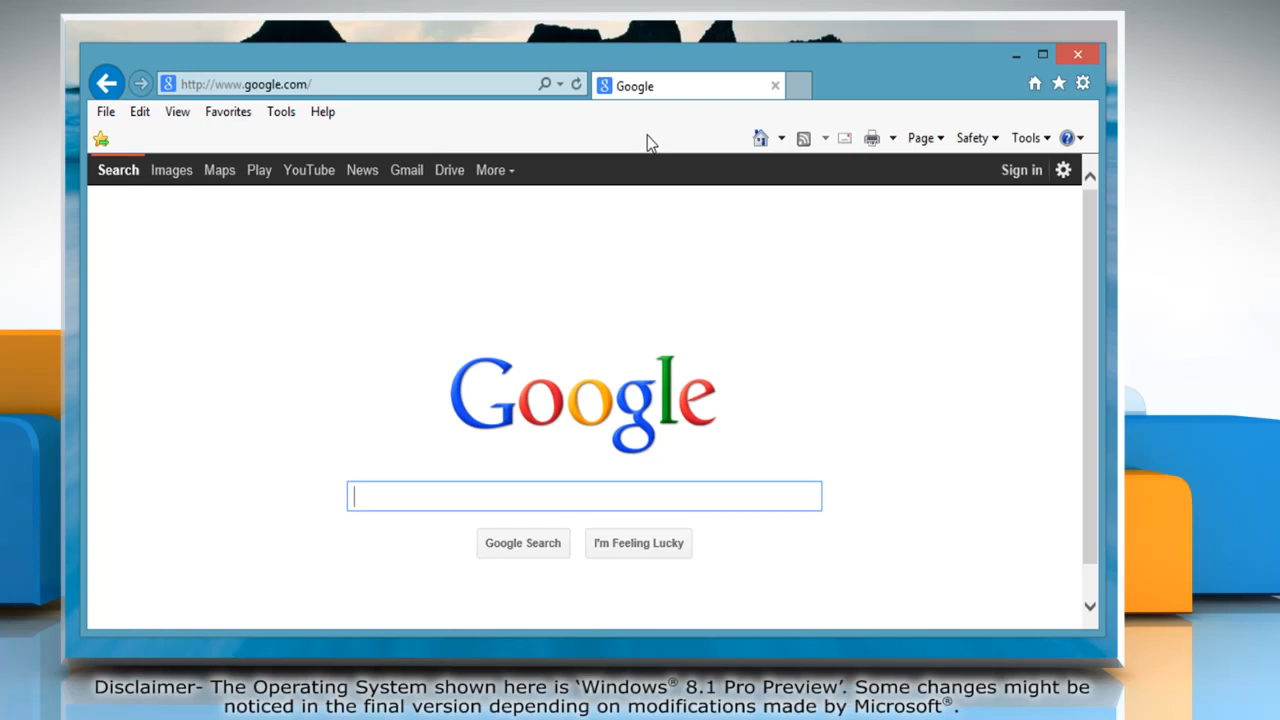 http://www.google.com/
Google
File Edit View Favorites Tools Help
Page Safety Tools
Search Images Maps Play YouTube News Gmail Drive More Sign in
Google
Google Search I'm Feeling Lucky
Disclaimer- The Operating System shown here is ‘Windows® 8.1 Pro Preview’. Some changes might be
noticed in the final version depending on modifications made by Microsoft®.